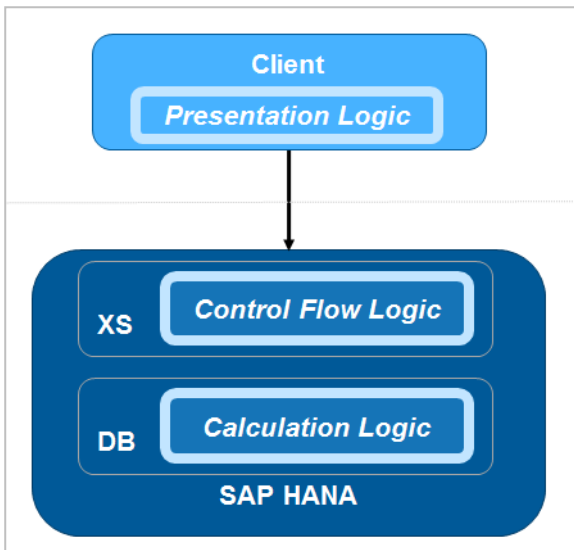 Client
Presentation Logic
XS
Control Flow Logic
DB
Calculation Logic
SAP HANA